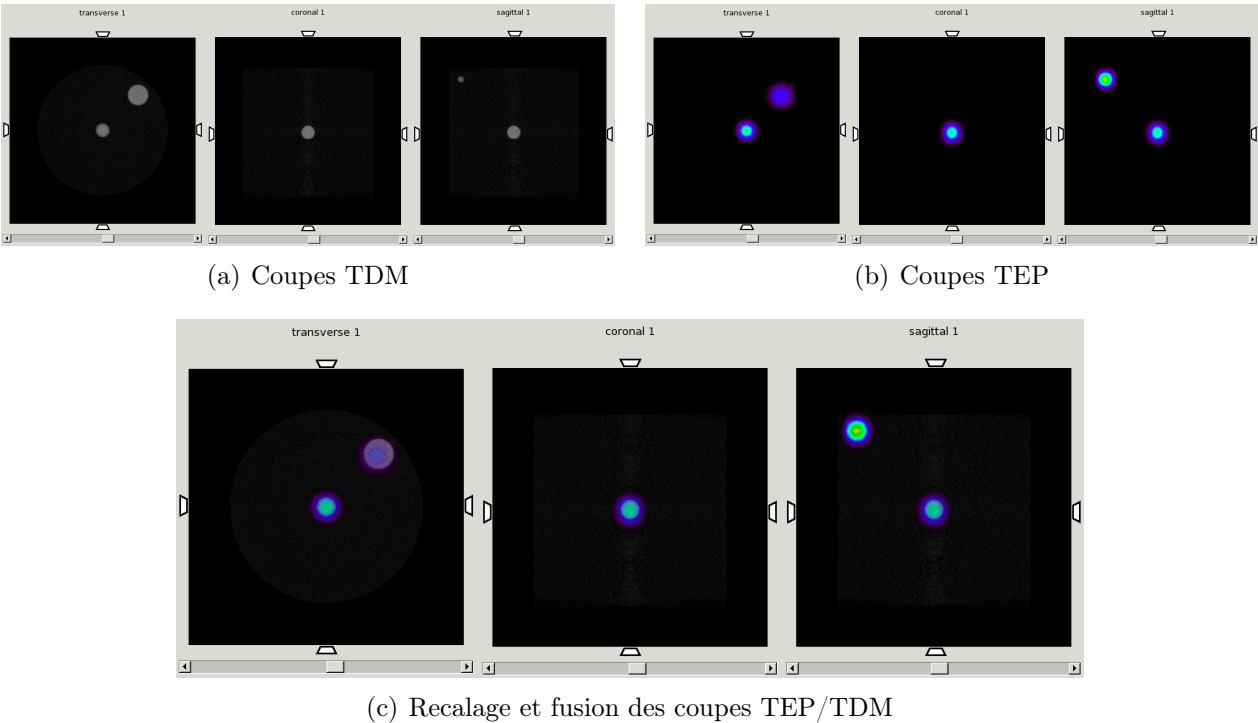 transverse 1 coronal 1 sagittal 1
transverse 1 coronal 1 sagittal 1
(a) Coupes TDM
(b) Coupes TEP
transverse 1 coronal 1 sagittal 1
(c) Recalage et fusion des coupes TEP/TDM